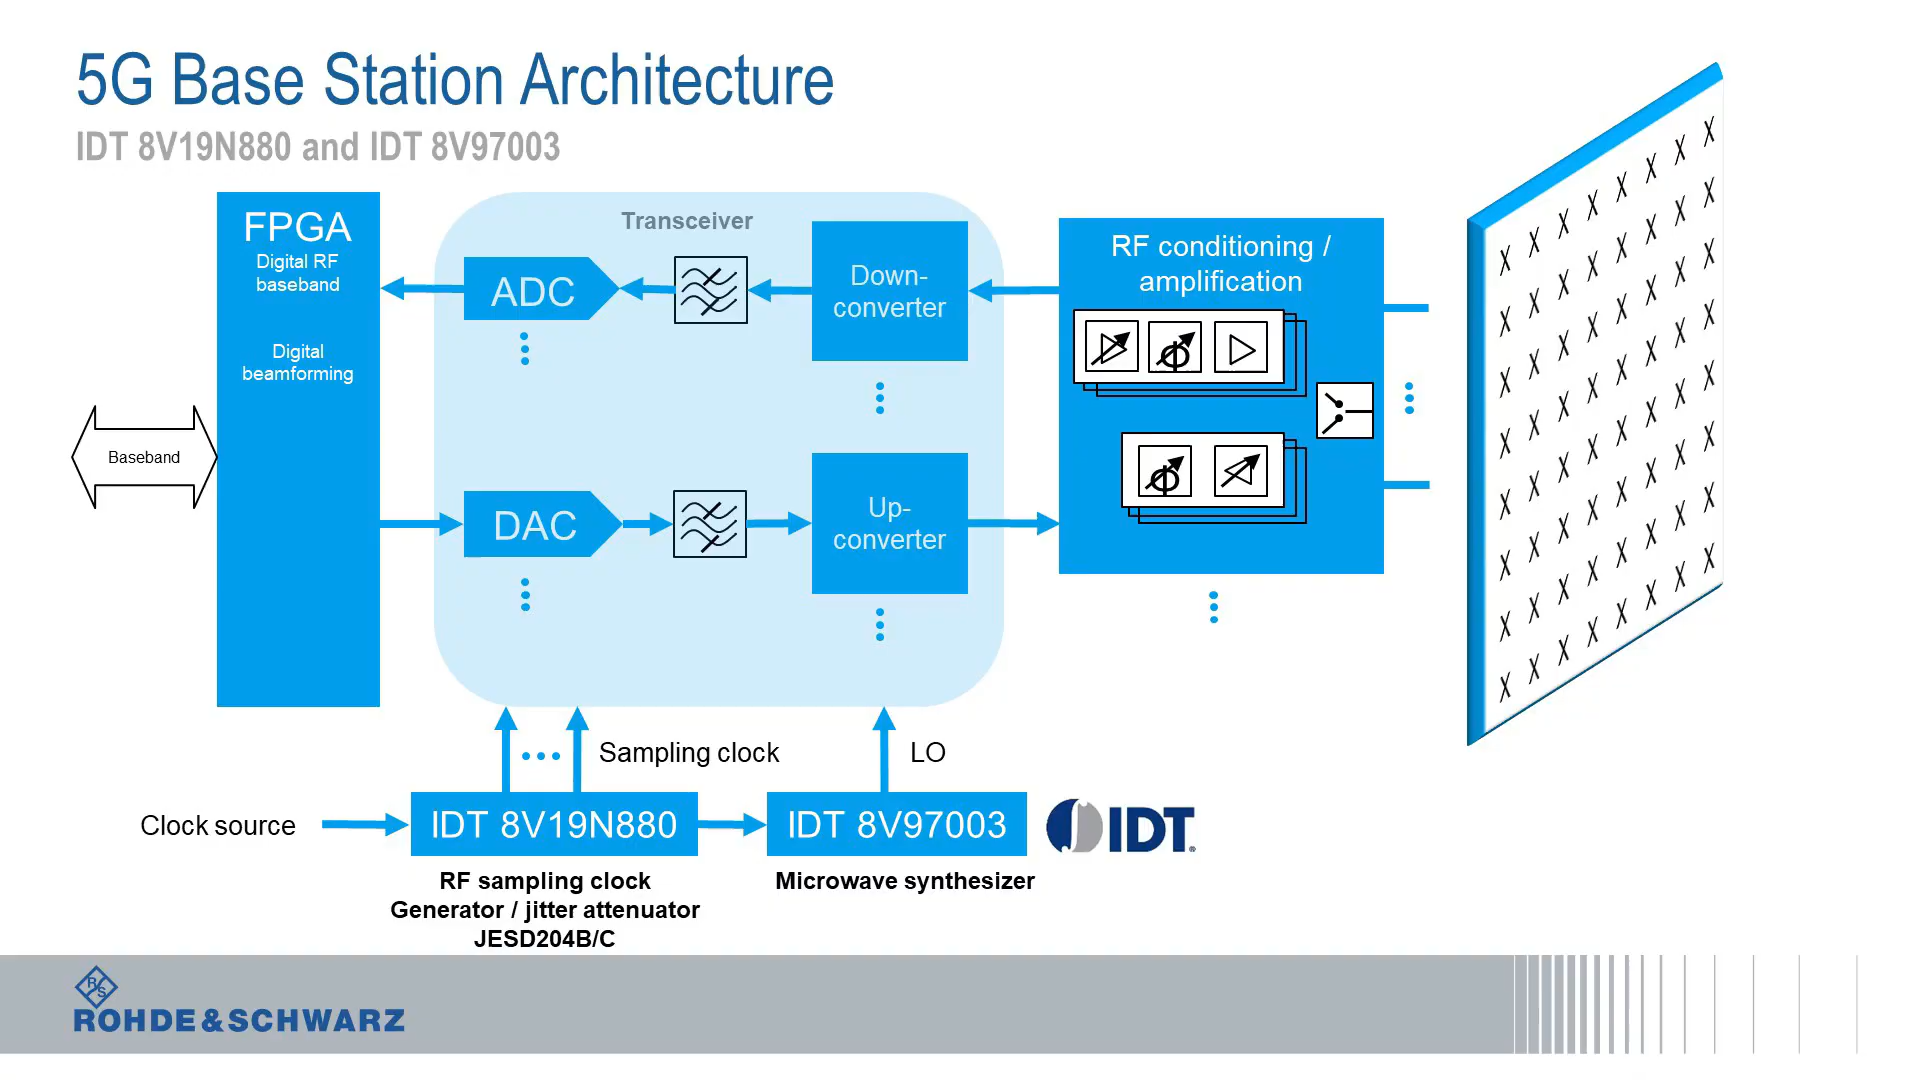 5G Base Station Architecture
IDT 8V19N880 and IDT 8V97003
FPGA
Digital RF
baseband
Digital
beamforming
Baseband
Transceiver
ADC
Down-
converter
DAC
Up-
converter
RF conditioning /
amplification
Sampling clock
LO
Clock source
IDT 8V19N880
IDT 8V97003
IDT®
RF sampling clock
Generator / jitter attenuator
JESD204B/C
Microwave synthesizer
R S
ROHDE & SCHWARZ